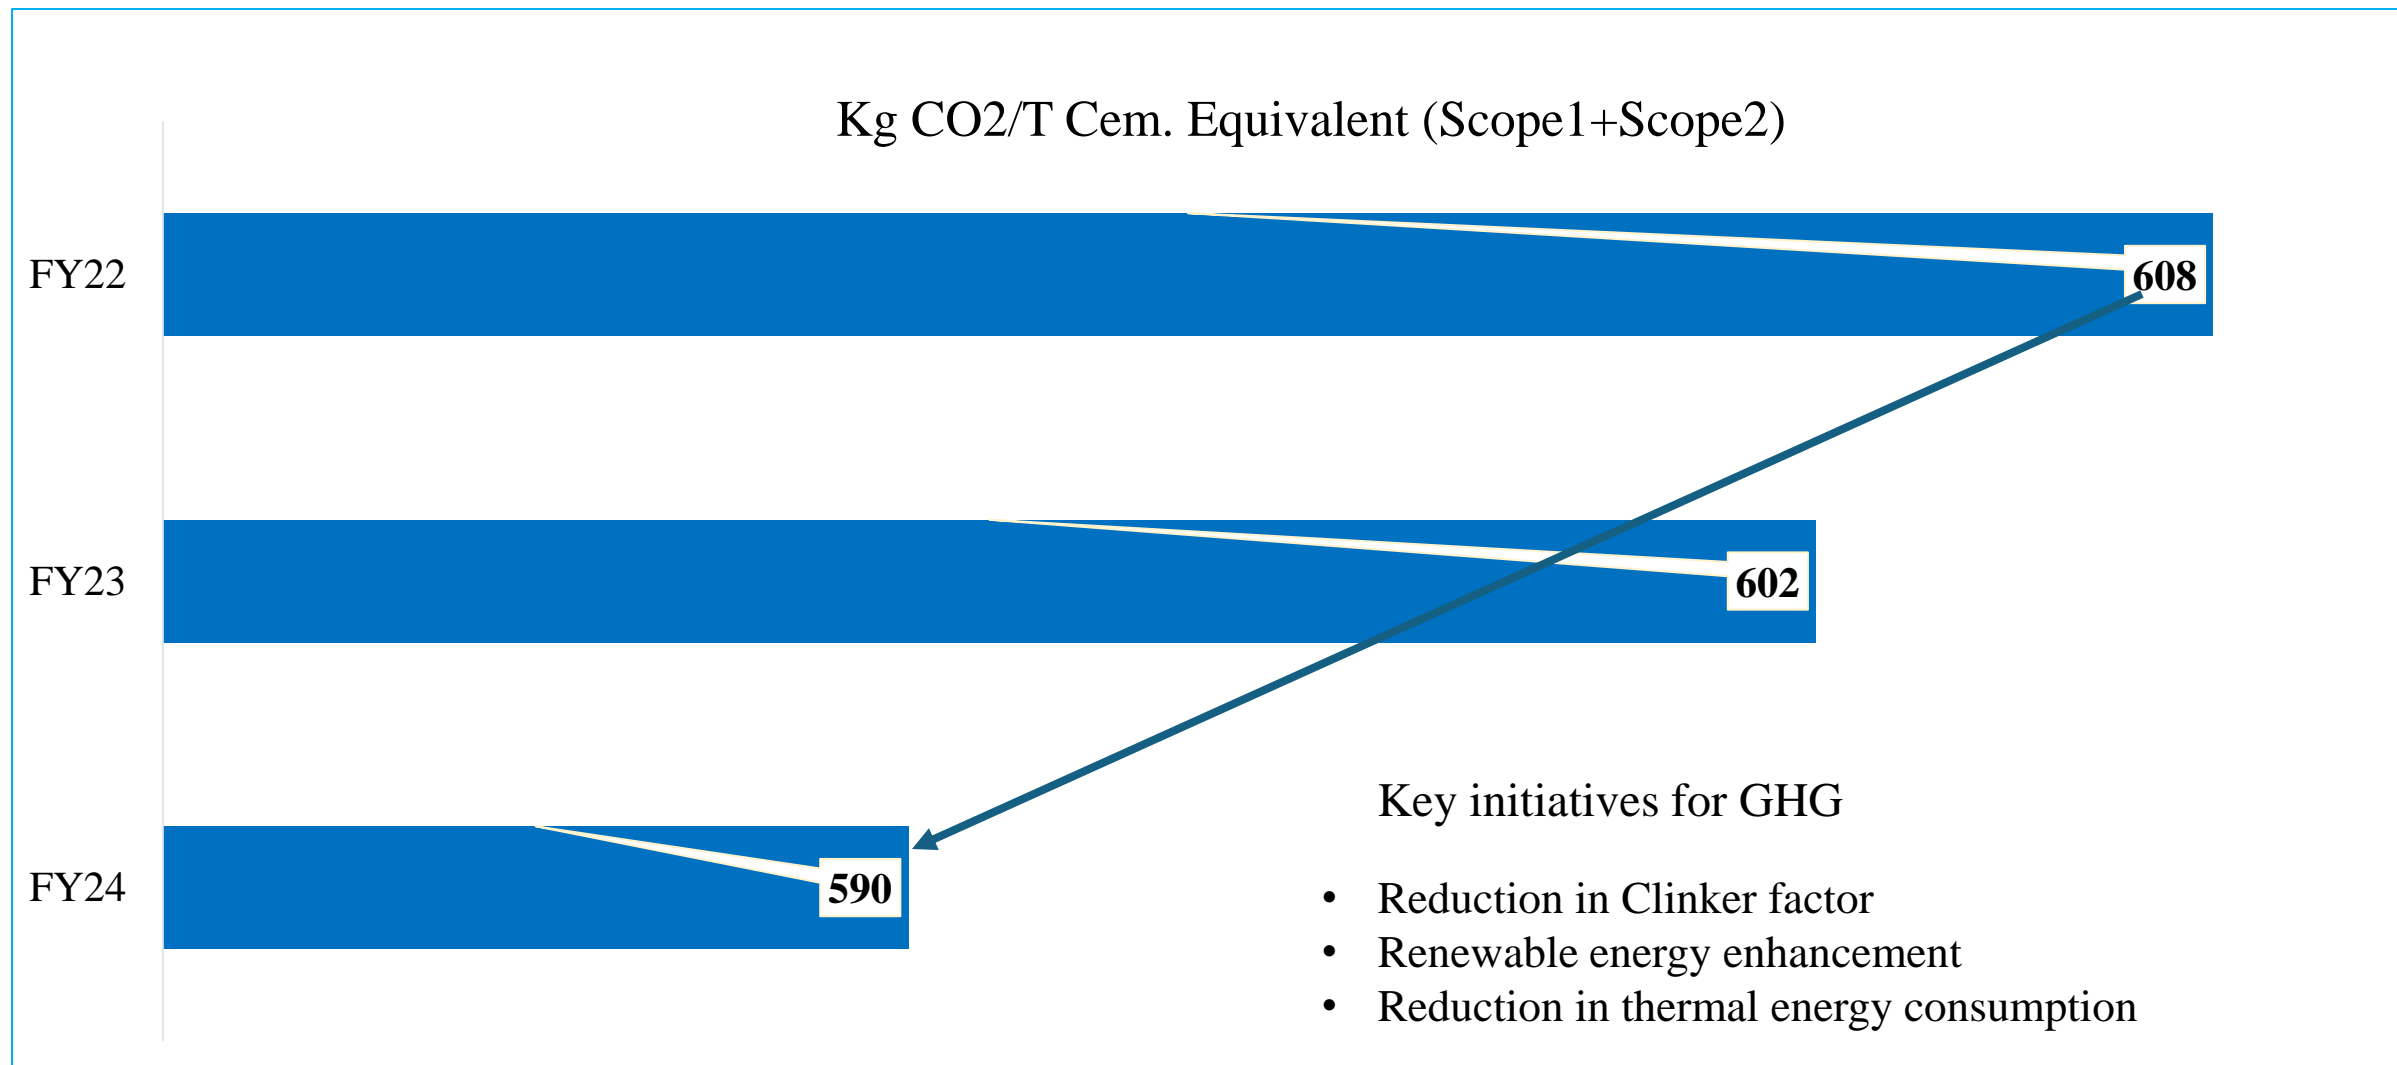 Kg CO2/T Cem. Equivalent (Scope1+Scope2)
FY22
608
FY23
602
FY24
590
Key initiatives for GHG
• Reduction in Clinker factor
• Renewable energy enhancement
• Reduction in thermal energy consumption